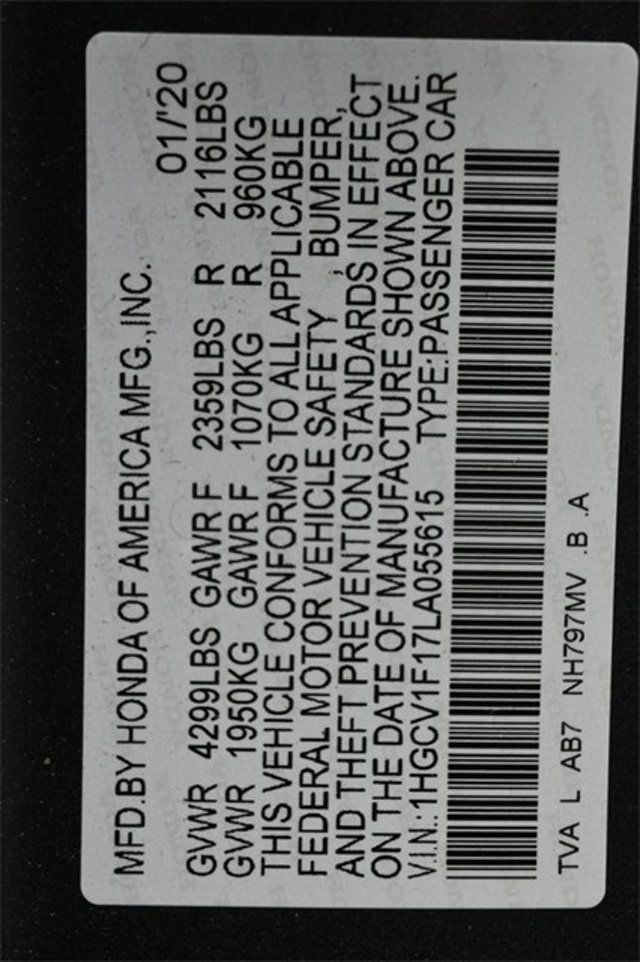 MFD.BY HONDA OF AMERICA MFG.,INC. 01/'20
GVWR 4299LBS GAWR F 2359LBS R 2116LBS
GVWR 1950KG GAWR F 1070KG R 960KG
THIS VEHICLE CONFORMS TO ALL APPLICABLE
FEDERAL MOTOR VEHICLE SAFETY , BUMPER,
AND THEFT PREVENTION STANDARDS IN EFFECT
ON THE DATE OF MANUFACTURE SHOWN ABOVE.
V.I.N.:1HGCV1F17LA055615 TYPE:PASSENGER CAR
TVA L AB7 NH797MV .B .A